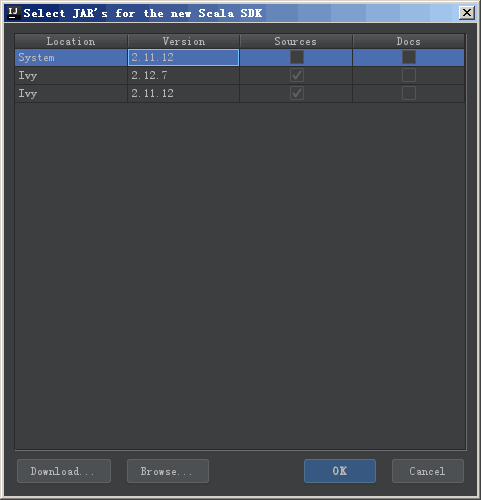 IJ Select JAR's for the new Scala SDK
Location Version Sources Docs
System 2.11.12
Ivy 2.12.7
Ivy 2.11.12
Download... Browse... OK Cancel